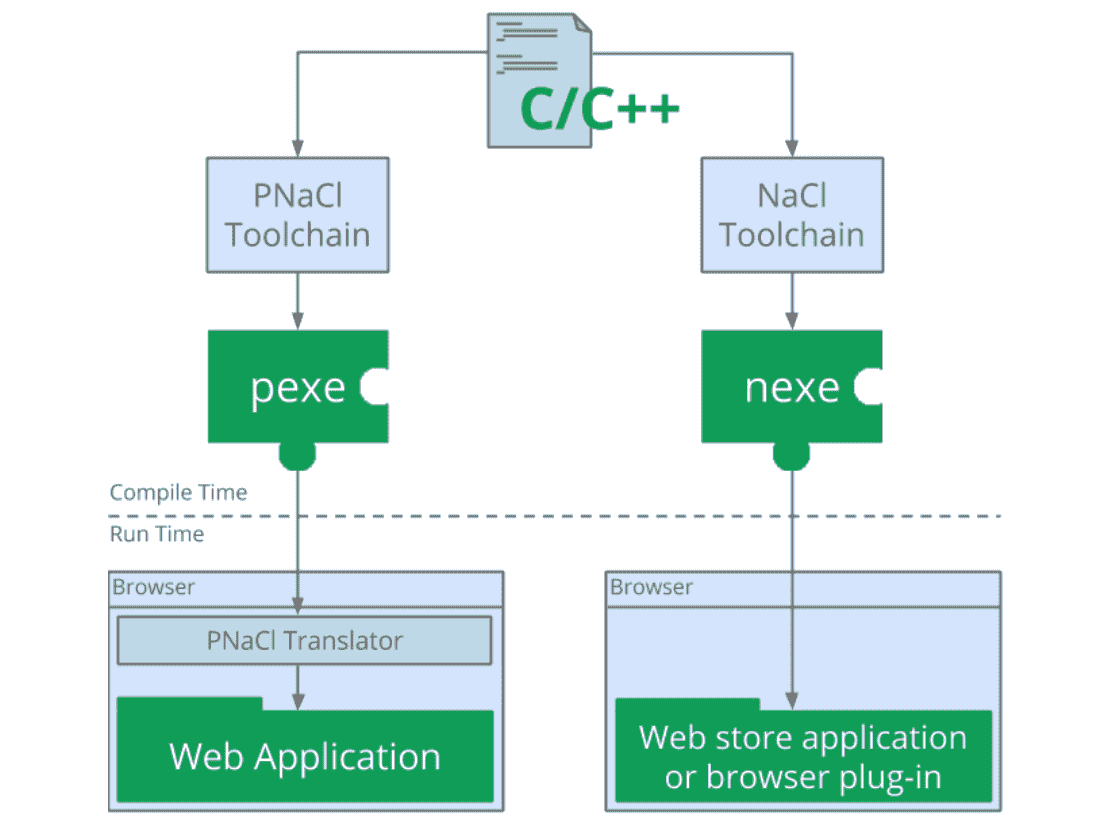 C/C++
PNaCl
Toolchain
NaCl
Toolchain
pexe
nexe
Compile Time
Run Time
Browser
PNaCl Translator
Web Application
Browser
Web store application
or browser plug-in